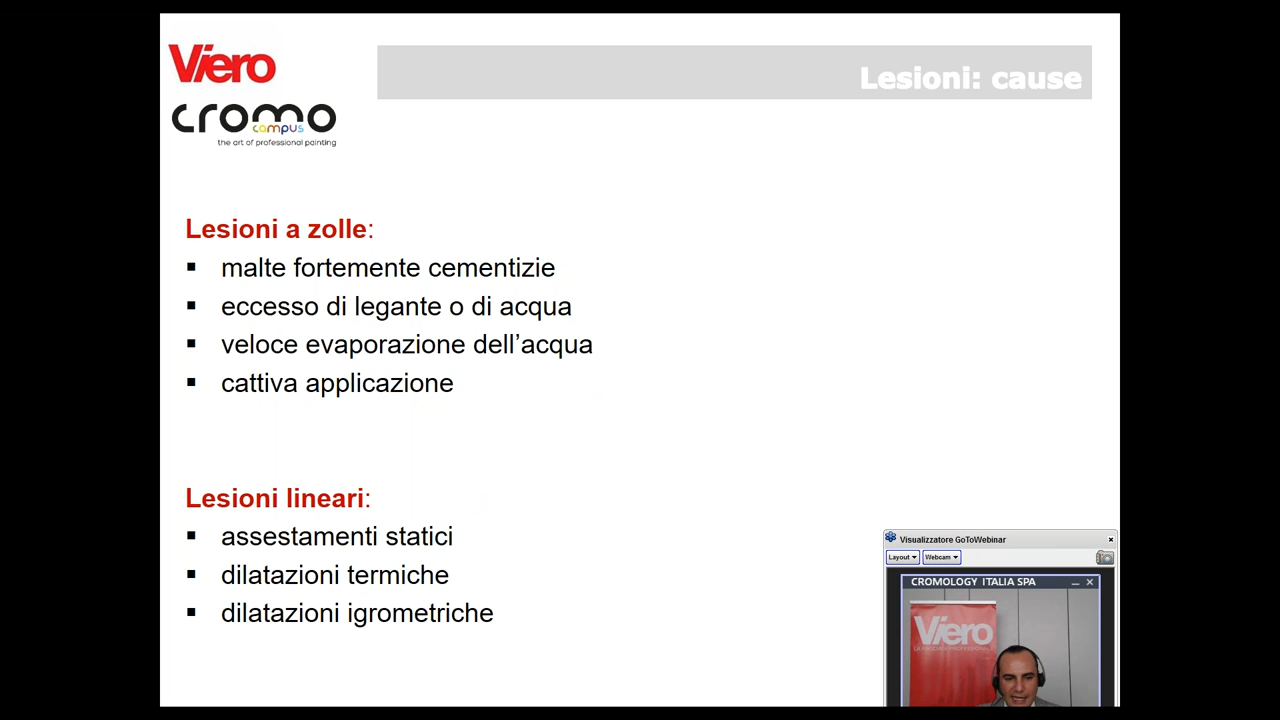 Viero
cromo
campus
the art of professional painting
Lesioni: cause
Lesioni a zolle:
▪ malte fortemente cementizie
▪ eccesso di legante o di acqua
▪ veloce evaporazione dell’acqua
▪ cattiva applicazione
Lesioni lineari:
▪ assestamenti statici
▪ dilatazioni termiche
▪ dilatazioni igrometriche
Visualizzatore GoToWebinar
Layout Webcam
CROMOLOGY ITALIA SPA
Viero